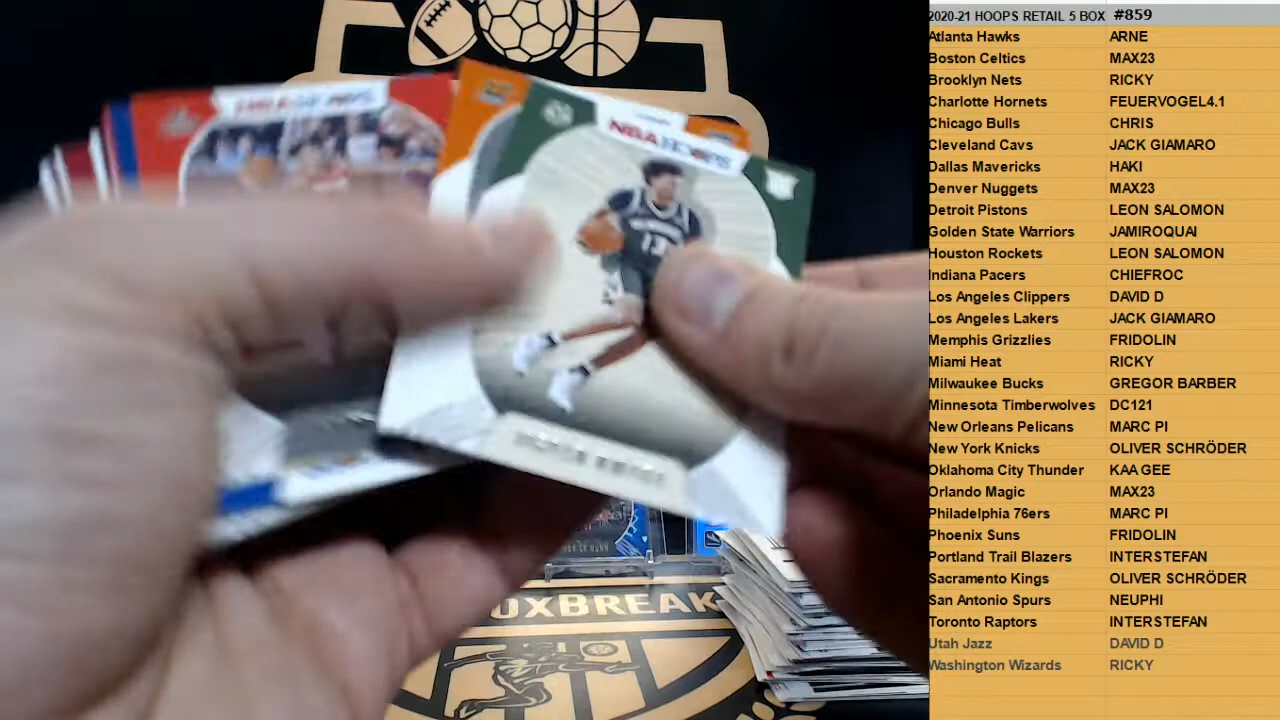 2020-21 HOOPS RETAIL 5 BOX #859
Atlanta Hawks ARNE
Boston Celtics MAX23
Brooklyn Nets RICKY
Charlotte Hornets FEUERVOGEL4.1
Chicago Bulls CHRIS
Cleveland Cavs JACK GIAMARO
Dallas Mavericks HAKI
Denver Nuggets MAX23
Detroit Pistons LEON SALOMON
Golden State Warriors JAMIROQUAI
Houston Rockets LEON SALOMON
Indiana Pacers CHIEFROC
Los Angeles Clippers DAVID D
Los Angeles Lakers JACK GIAMARO
Memphis Grizzlies FRIDOLIN
Miami Heat RICKY
Milwaukee Bucks GREGOR BARBER
Minnesota Timberwolves DC121
New Orleans Pelicans MARC PI
New York Knicks OLIVER SCHRÖDER
Oklahoma City Thunder KAA GEE
Orlando Magic MAX23
Philadelphia 76ers MARC PI
Phoenix Suns FRIDOLIN
Portland Trail Blazers INTERSTEFAN
Sacramento Kings OLIVER SCHRÖDER
San Antonio Spurs NEUPHI
Toronto Raptors INTERSTEFAN
Utah Jazz DAVID D
Washington Wizards RICKY
NBA HOOPS
OXBREAK